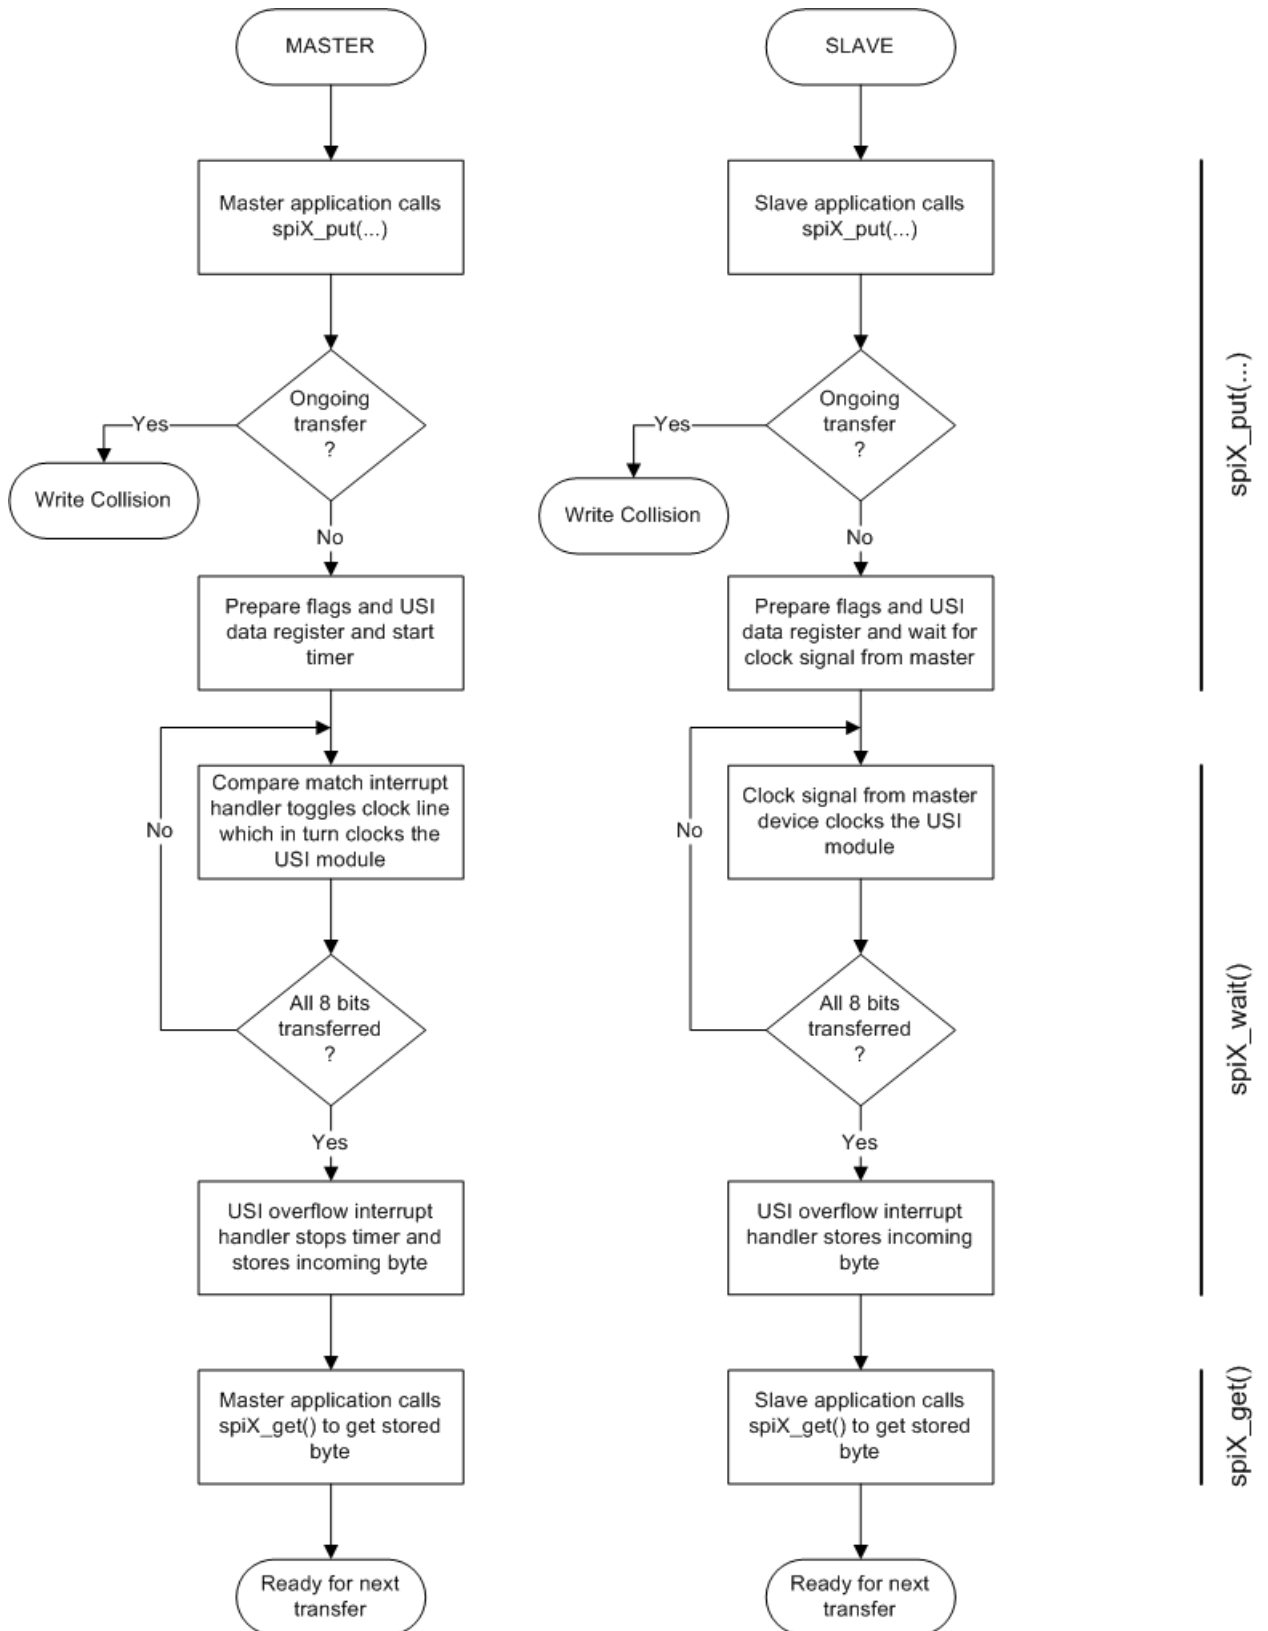 MASTER
Master application calls
spiX_put(...)
Ongoing
transfer
?
Yes
Write Collision
No
Prepare flags and USI
data register and start
timer
Compare match interrupt
handler toggles clock line
which in turn clocks the
USI module
No
All 8 bits
transferred
?
Yes
USI overflow interrupt
handler stops timer and
stores incoming byte
Master application calls
spiX_get() to get stored
byte
Ready for next
transfer
SLAVE
Slave application calls
spiX_put(...)
Ongoing
transfer
?
Yes
Write Collision
No
Prepare flags and USI
data register and wait for
clock signal from master
Clock signal from master
device clocks the USI
module
No
All 8 bits
transferred
?
Yes
USI overflow interrupt
handler stores incoming
byte
Slave application calls
spiX_get() to get stored
byte
Ready for next
transfer
spiX_put(...)
spiX_wait()
spiX_get()